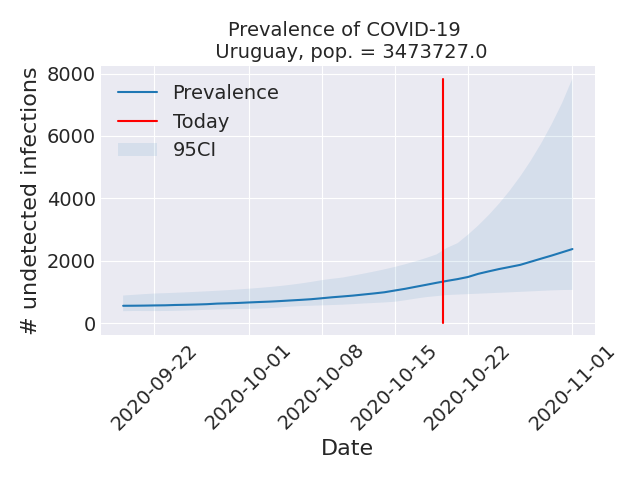 Prevalence of COVID-19
Uruguay, pop. = 3473727.0
# undetected infections
8000
6000
4000
2000
0
Prevalence
Today
95CI
2020-09-22
2020-10-01
2020-10-08
2020-10-15
2020-10-22
2020-11-01
Date